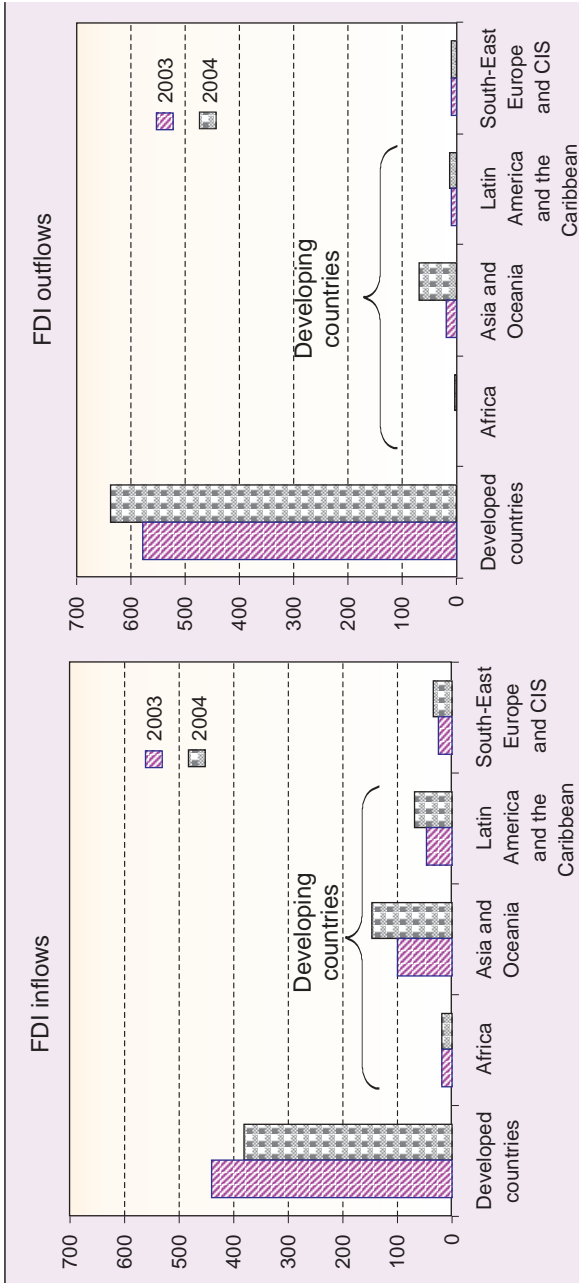 FDI inflows
700
600
500
400
300
200
100
0
2003
2004
Developing
countries
Developed
countries
Africa
Asia and
Oceania
Latin
America
and the
Caribbean
South-East
Europe
and CIS
FDI outflows
700
600
500
400
300
200
100
0
2003
2004
Developing
countries
Developed
countries
Africa
Asia and
Oceania
Latin
America
and the
Caribbean
South-East
Europe
and CIS